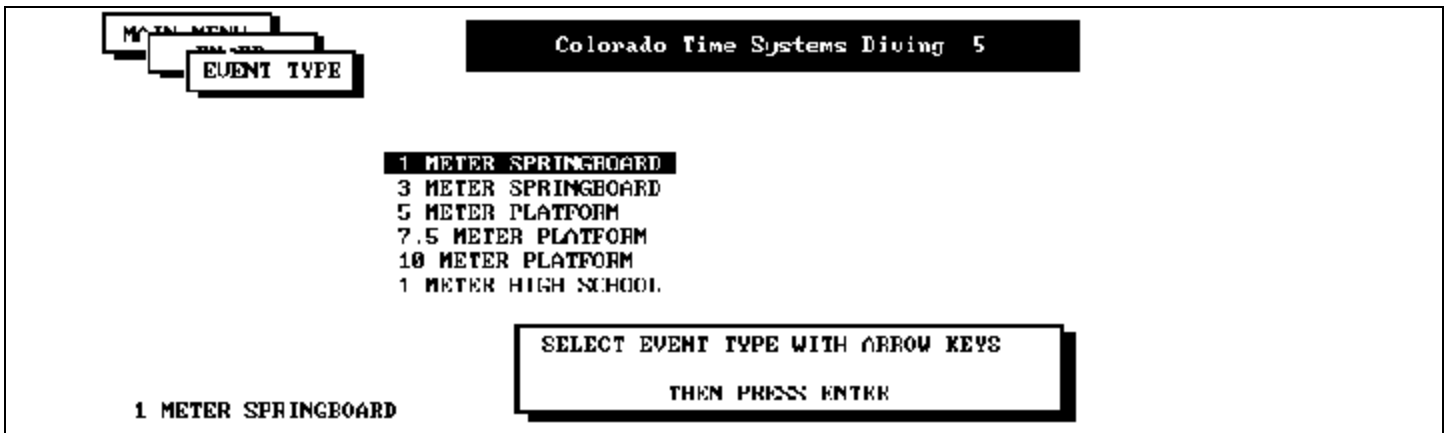 MAIN MENU
EVENT TYPE
Colorado Time Systems Diving 5
1 METER SPRINGBOARD
3 METER SPRINGBOARD
5 METER PLATFORM
7.5 METER PLATFORM
10 METER PLATFORM
1 METER HIGH SCHOOL
SELECT EVENT TYPE WITH ARROW KEYS
THEN PRESS ENTER
1 METER SPRINGBOARD